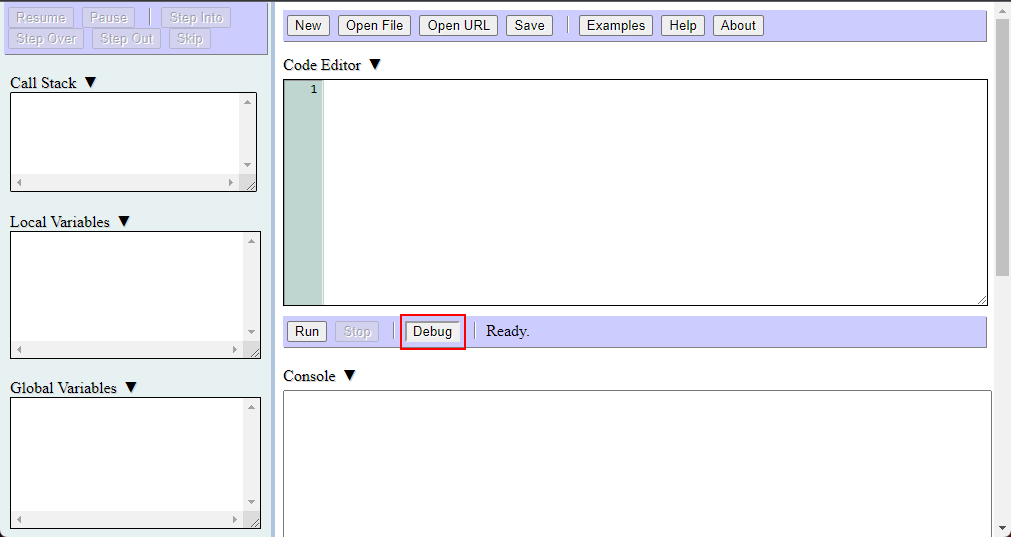 Resume Pause Step Into
Step Over Step Out Skip
Call Stack ▼
Local Variables ▼
Global Variables ▼
New Open File Open URL Save Examples Help About
Code Editor ▼
1
Run Stop Debug Ready.
Console ▼